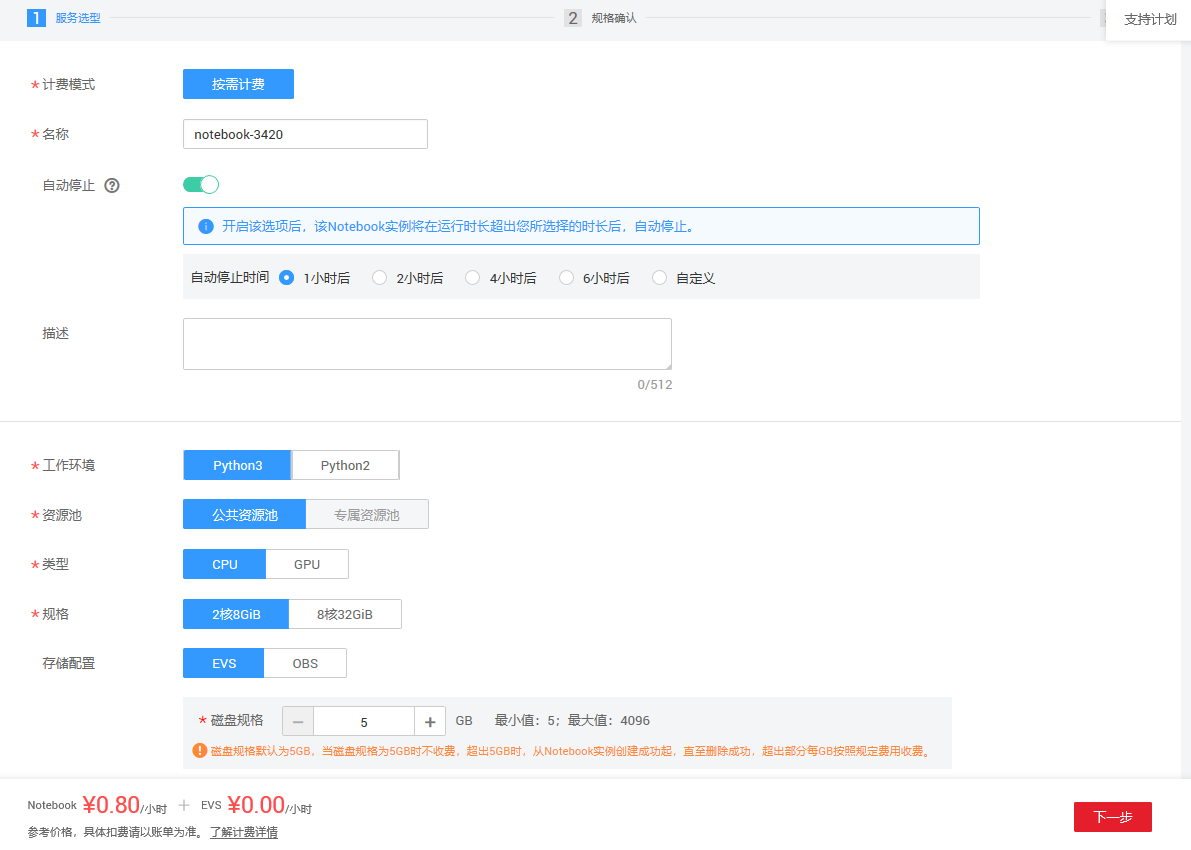 1 服务选型 2 规格确认 支持计划
* 计费模式 按需计费
* 名称 notebook-3420
自动停止 ?
开启该选项后，该Notebook实例将在运行时长超出您所选择的时长后，自动停止。
自动停止时间 1小时后 2小时后 4小时后 6小时后 自定义
描述
0/512
* 工作环境 Python3 Python2
* 资源池 公共资源池 专属资源池
* 类型 CPU GPU
* 规格 2核8GiB 8核32GiB
存储配置 EVS OBS
* 磁盘规格 − 5 + GB 最小值：5；最大值：4096
磁盘规格默认为5GB，当磁盘规格为5GB时不收费，超出5GB时，从Notebook实例创建成功起，直至删除成功，超出部分每GB按照规定费用收费。
Notebook ¥0.80/小时 + EVS ¥0.00/小时
参考价格，具体扣费请以账单为准。 了解计费详情
下一步